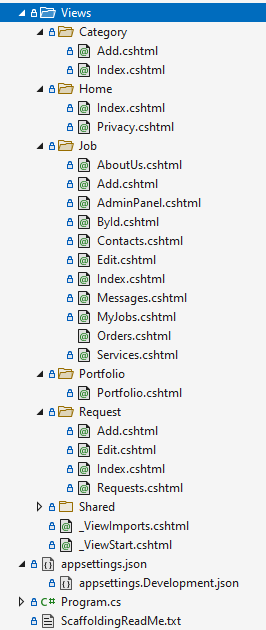 Views
Category
Add.cshtml
Index.cshtml
Home
Index.cshtml
Privacy.cshtml
Job
AboutUs.cshtml
Add.cshtml
AdminPanel.cshtml
ById.cshtml
Contacts.cshtml
Edit.cshtml
Index.cshtml
Messages.cshtml
MyJobs.cshtml
Orders.cshtml
Services.cshtml
Portfolio
Portfolio.cshtml
Request
Add.cshtml
Edit.cshtml
Index.cshtml
Requests.cshtml
Shared
_ViewImports.cshtml
_ViewStart.cshtml
appsettings.json
appsettings.Development.json
C# Program.cs
ScaffoldingReadMe.txt